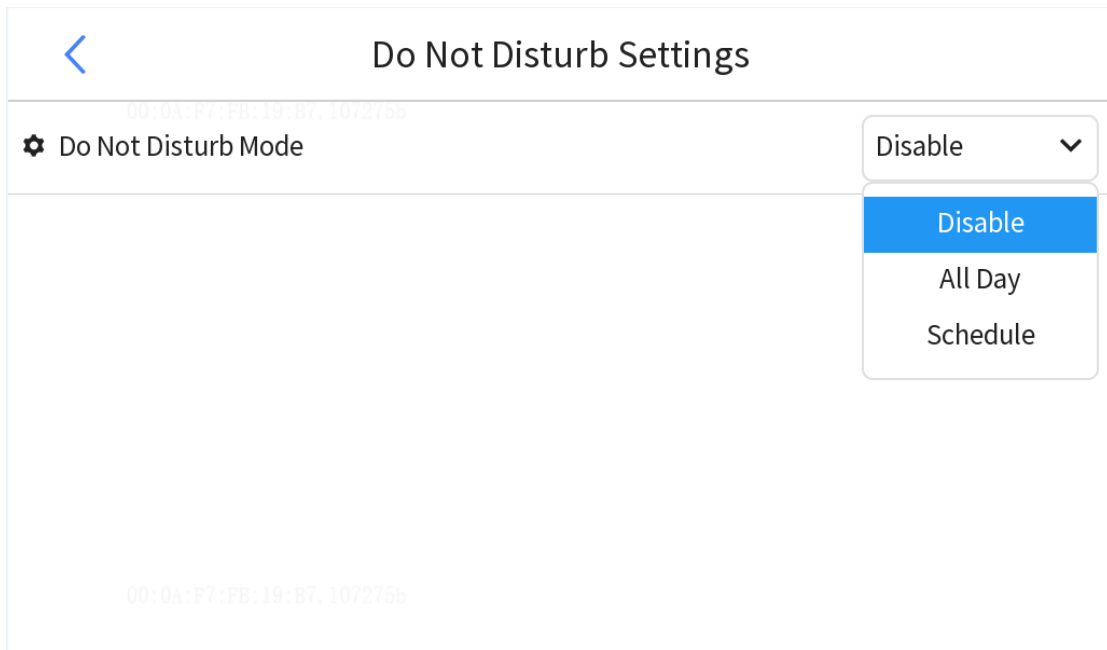 Do Not Disturb Settings
00:0A:F7:FB:19:B7,107275b
Do Not Disturb Mode
Disable
Disable
All Day
Schedule
00:0A:F7:FB:19:B7,107275b